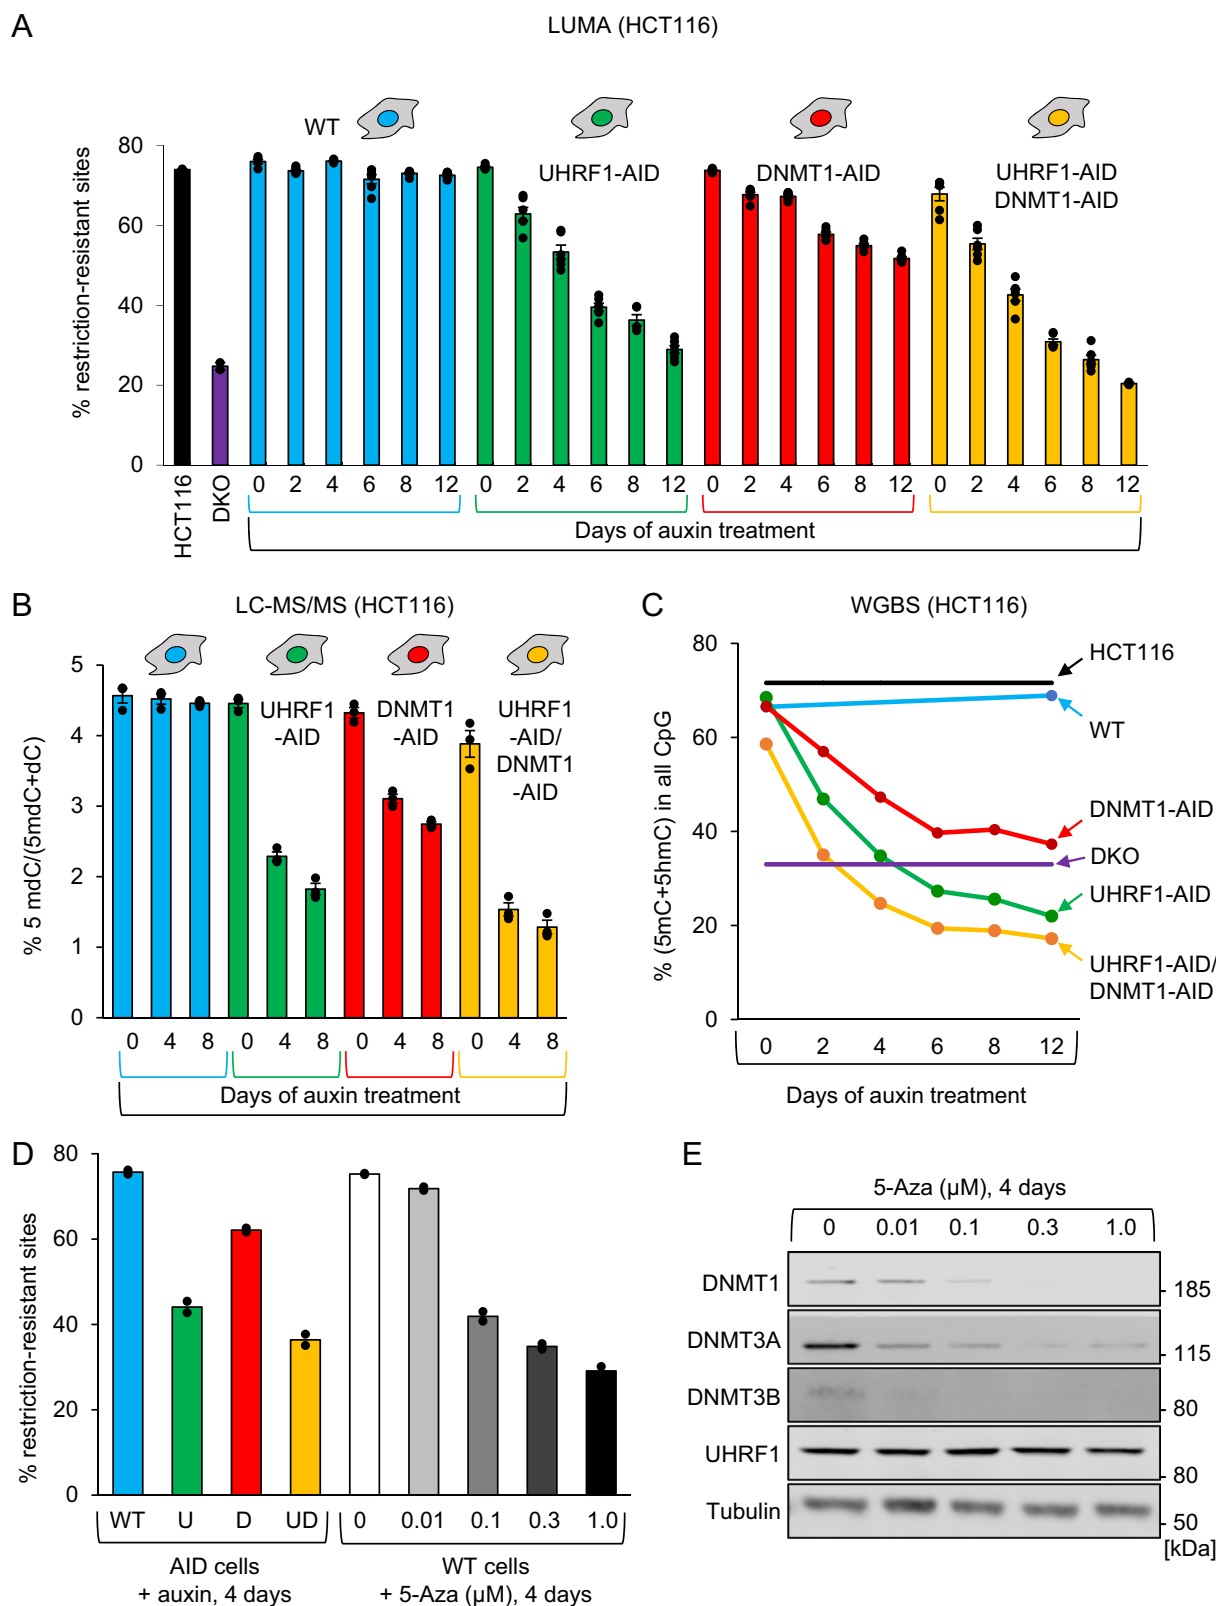 A
LUMA (HCT116)
% restriction-resistant sites
80
60
40
20
0
WT
UHRF1-AID
DNMT1-AID
UHRF1-AID
DNMT1-AID
HCT116
DKO
0 2 4 6 8 12 0 2 4 6 8 12 0 2 4 6 8 12 0 2 4 6 8 12
Days of auxin treatment
B
LC-MS/MS (HCT116)
% 5 mdC/(5mdC+dC)
5
4
3
2
1
0
UHRF1
-AID
DNMT1
-AID
UHRF1
-AID/
DNMT1
-AID
0 4 8 0 4 8 0 4 8 0 4 8
Days of auxin treatment
C
WGBS (HCT116)
% (5mC+5hmC) in all CpG
80
60
40
20
0
HCT116
WT
DNMT1-AID
DKO
UHRF1-AID
UHRF1-AID/
DNMT1-AID
0 2 4 6 8 12
Days of auxin treatment
D
% restriction-resistant sites
80
60
40
20
0
WT U D UD 0 0.01 0.1 0.3 1.0
AID cells
+ auxin, 4 days
WT cells
+ 5-Aza (µM), 4 days
E
5-Aza (µM), 4 days
0 0.01 0.1 0.3 1.0
DNMT1
- 185
DNMT3A
- 115
DNMT3B
- 80
UHRF1
- 80
Tubulin
- 50
[kDa]